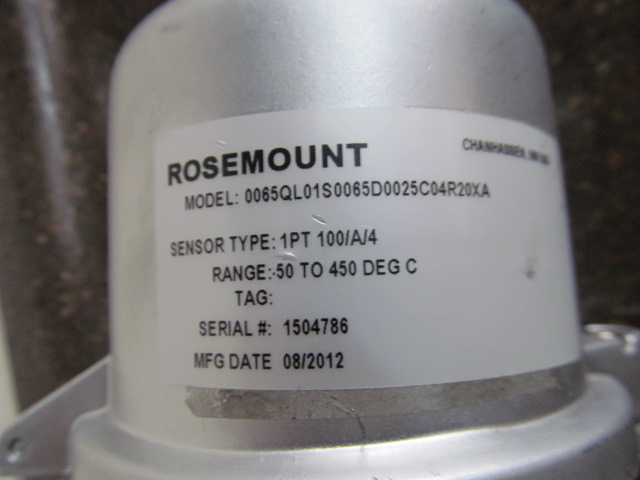 ROSEMOUNT
CHANHASSEN, MN
MODEL: 0065QL01S0065D0025C04R20XA
SENSOR TYPE: 1PT 100/A/4
RANGE:-50 TO 450 DEG C
TAG:
SERIAL #: 1504786
MFG DATE 08/2012